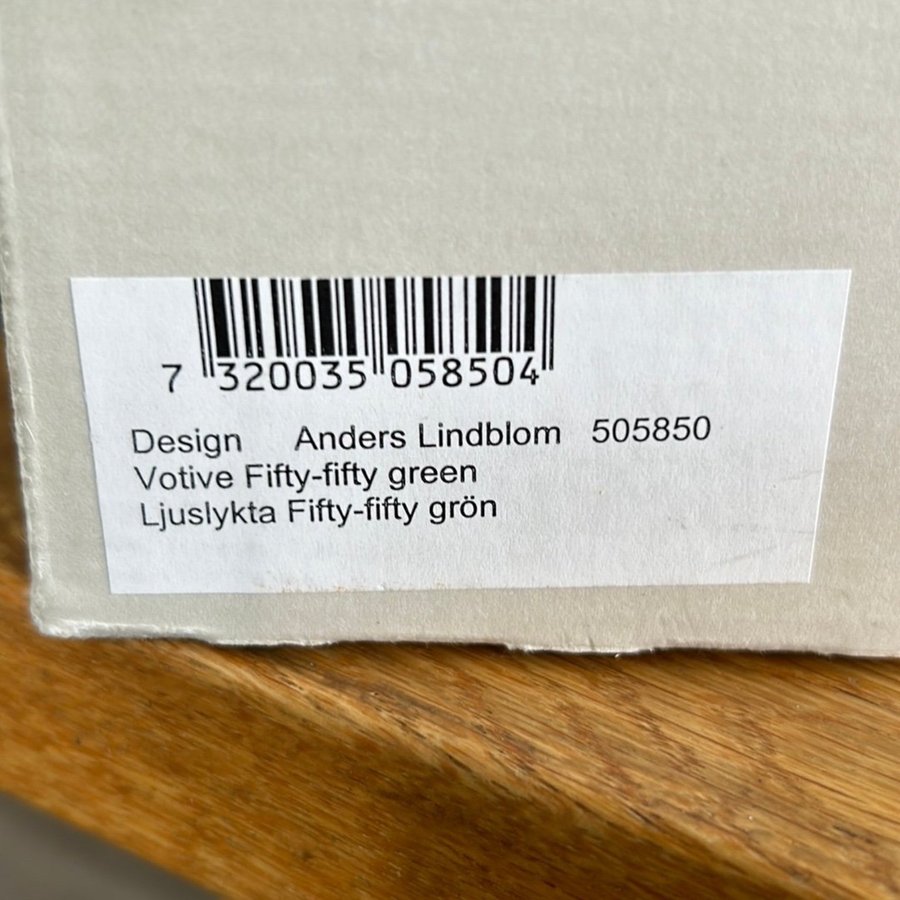 7 320035 058504
Design Anders Lindblom 505850
Votive Fifty-fifty green
Ljuslykta Fifty-fifty grön